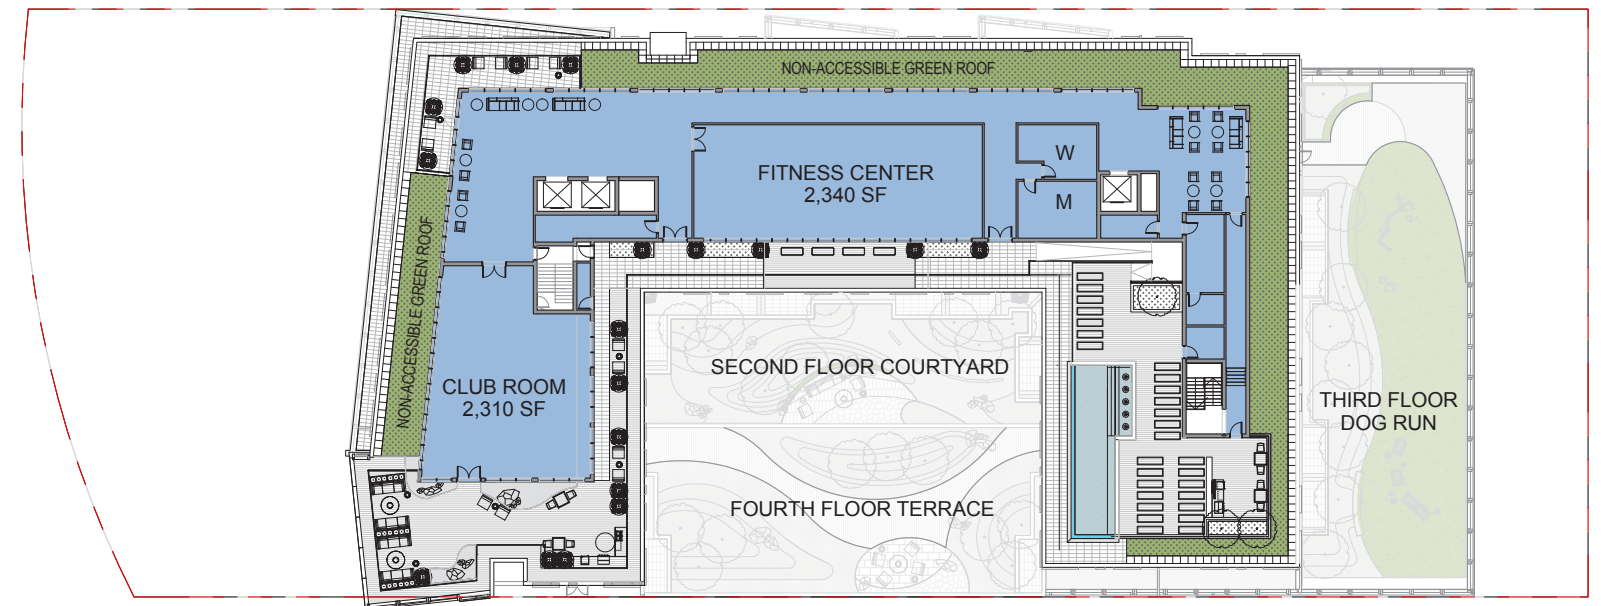 NON-ACCESSIBLE GREEN ROOF
W
FITNESS CENTER
2,340 SF
M
NON-ACCESSIBLE GREEN ROOF
SECOND FLOOR COURTYARD
CLUB ROOM
2,310 SF
THIRD FLOOR
DOG RUN
FOURTH FLOOR TERRACE